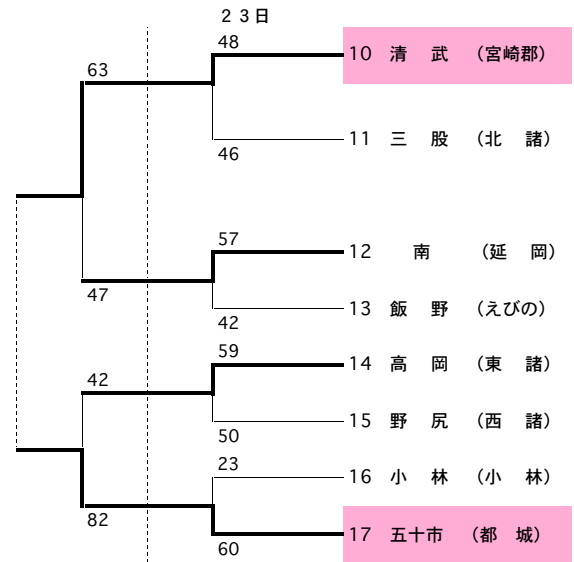 ２３日
48
63
10 清 武 （宮崎郡）
11 三 股 （北 諸）
46
57
12 南 （延 岡）
47
13 飯 野 （えびの）
42
59
42
14 高 岡 （東 諸）
15 野 尻 （西 諸）
50
23
16 小 林 （小 林）
82
17 五十市 （都 城）
60